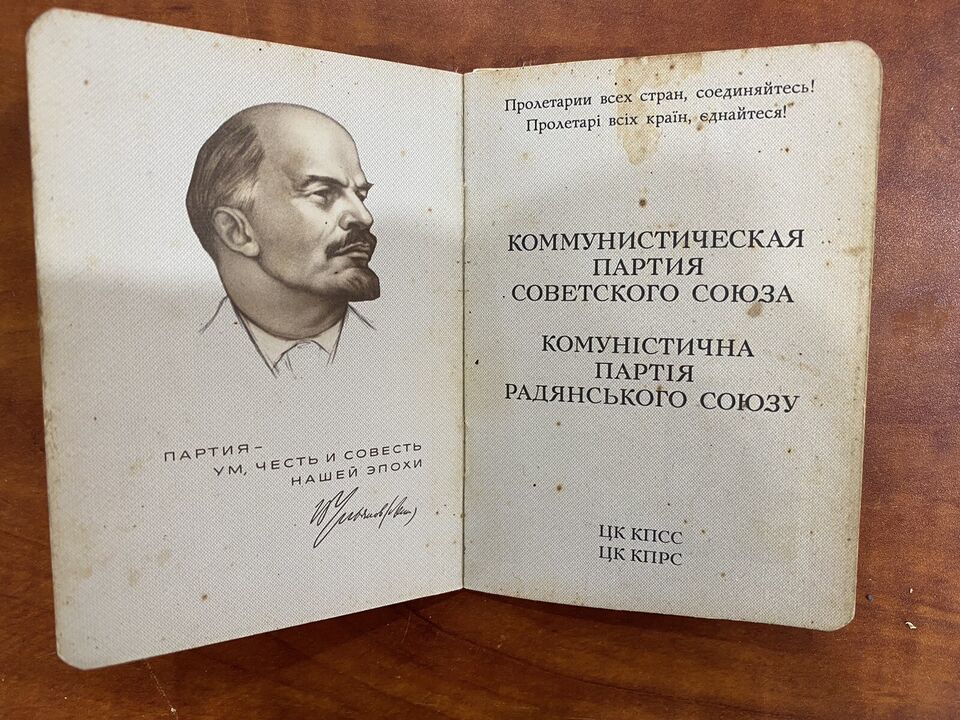 ПАРТИЯ –
УМ, ЧЕСТЬ И СОВЕСТЬ
НАШЕЙ ЭПОХИ
Пролетарии всех стран, соединяйтесь!
Пролетарі всіх країн, єднайтеся!
КОММУНИСТИЧЕСКАЯ
ПАРТИЯ
СОВЕТСКОГО СОЮЗА
КОМУНІСТИЧНА
ПАРТІЯ
РАДЯНСЬКОГО СОЮЗУ
ЦК КПСС
ЦК КПРС